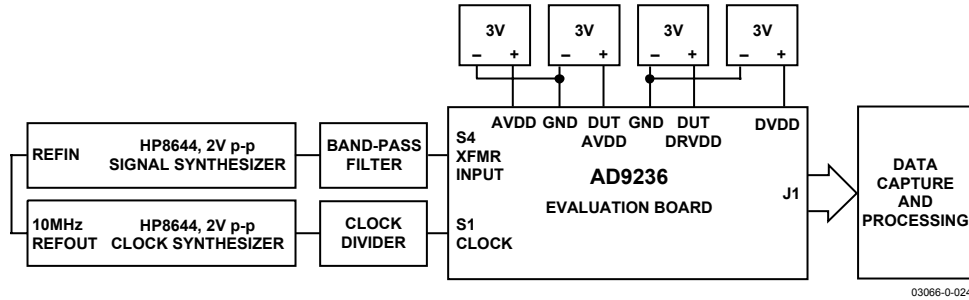 3V 3V 3V 3V
– + – + – + – +
AVDD GND DUT AVDD GND DUT DRVDD DVDD
REFIN
HP8644, 2V p-p
SIGNAL SYNTHESIZER
BAND-PASS
FILTER
S4
XFMR
INPUT
10MHz
REFOUT
HP8644, 2V p-p
CLOCK SYNTHESIZER
CLOCK
DIVIDER
S1
CLOCK
AD9236
EVALUATION BOARD
J1
DATA
CAPTURE
AND
PROCESSING
03066-0-024